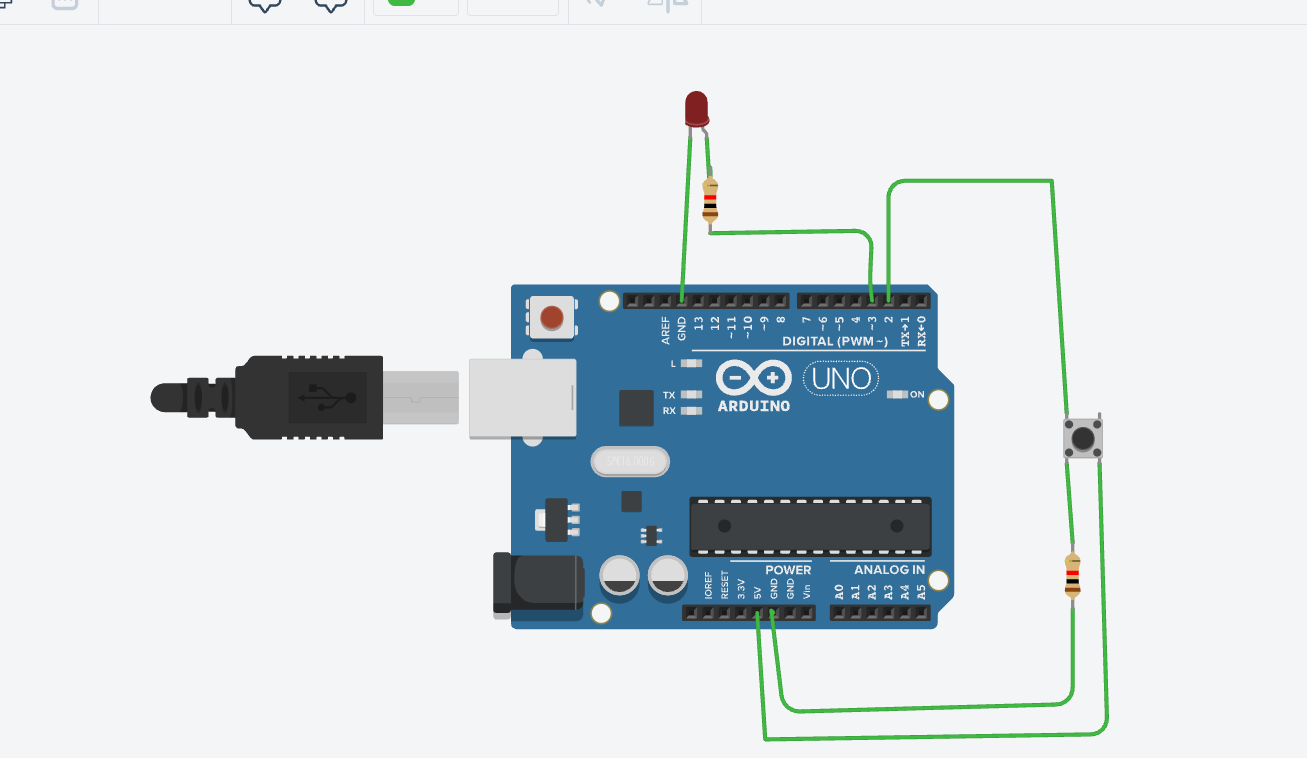 AREF
GND
13
12
~11
~10
~9
8
7
~6
~5
4
~3
2
TX→1
RX←0
DIGITAL (PWM ~)
L
TX
RX
ARDUINO
UNO
ON
SPK16.000G
POWER
ANALOG IN
IOREF
RESET
3.3V
5V
GND
GND
Vin
A0
A1
A2
A3
A4
A5